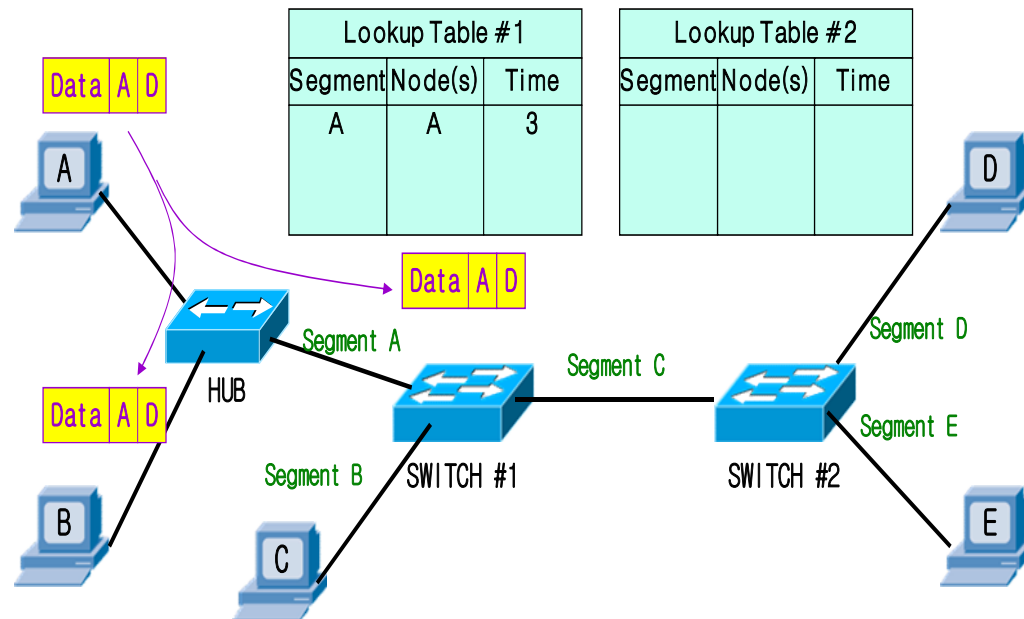 Lookup Table #1
Segment Node(s) Time
A A 3
Lookup Table #2
Segment Node(s) Time
Data A D
A
D
Data A D
Segment A
HUB
Segment D
Segment C
Data A D
Segment E
Segment B
SWITCH #1
SWITCH #2
B
C
E